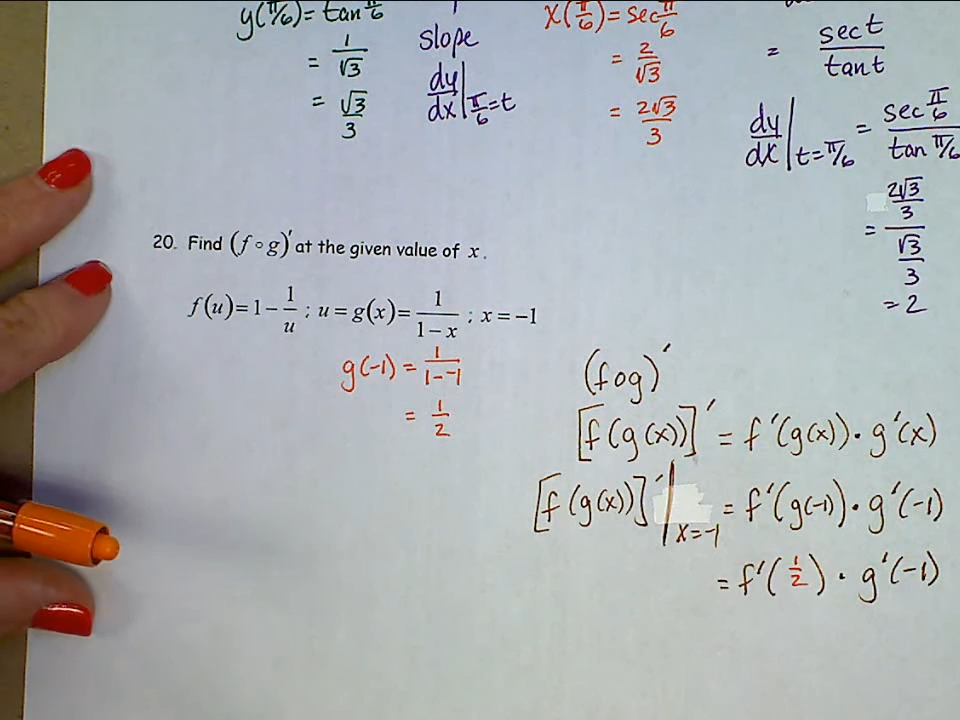 y(π/6) = tan π/6
= 1/√3
= √3/3
slope
dy/dx | π/6 = t
x(π/6) = sec π/6
= 2/√3
= 2√3/3
= sec t/tan t
dy/dx | t = π/6 = sec π/6 / tan π/6
= (2√3/3)/(√3/3)
= 2
20. Find (f∘g)′ at the given value of x.
f(u) = 1 − 1/u ; u = g(x) = 1/(1 − x) ; x = −1
g(-1) = 1/(1--1)
= 1/2
(fog)′
[f(g(x))]′ = f′(g(x)) · g′(x)
[f(g(x))]′ | x=-1 = f′(g(-1)) · g′(-1)
= f′(1/2) · g′(-1)